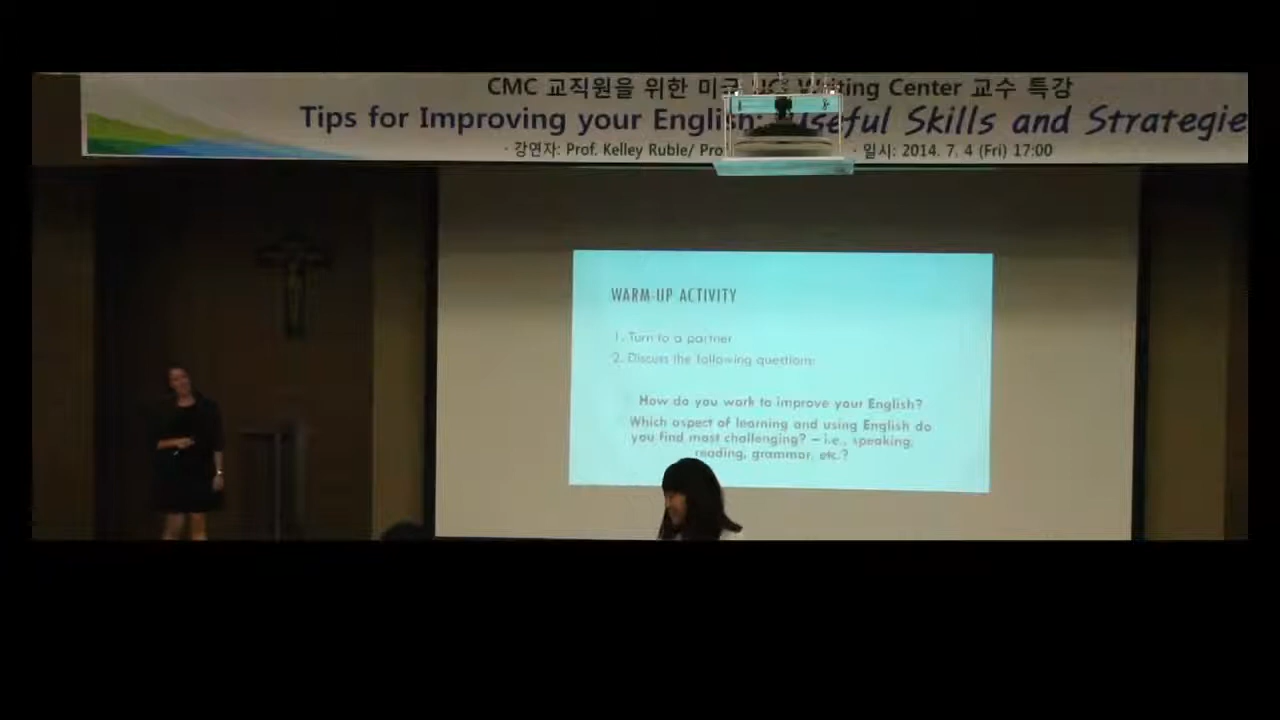 CMC 교직원을 위한 미국 Writing Center 교수 특강
Tips for Improving your English: Useful Skills and Strategie
· 강연자: Prof. Kelley Ruble/ Pro · 일시: 2014. 7. 4 (Fri) 17:00
WARM-UP ACTIVITY
1. Turn to a partner
2. Discuss the following questions:
How do you work to improve your English?
Which aspect of learning and using English do
you find most challenging? – i.e., speaking,
reading, grammar, etc.?